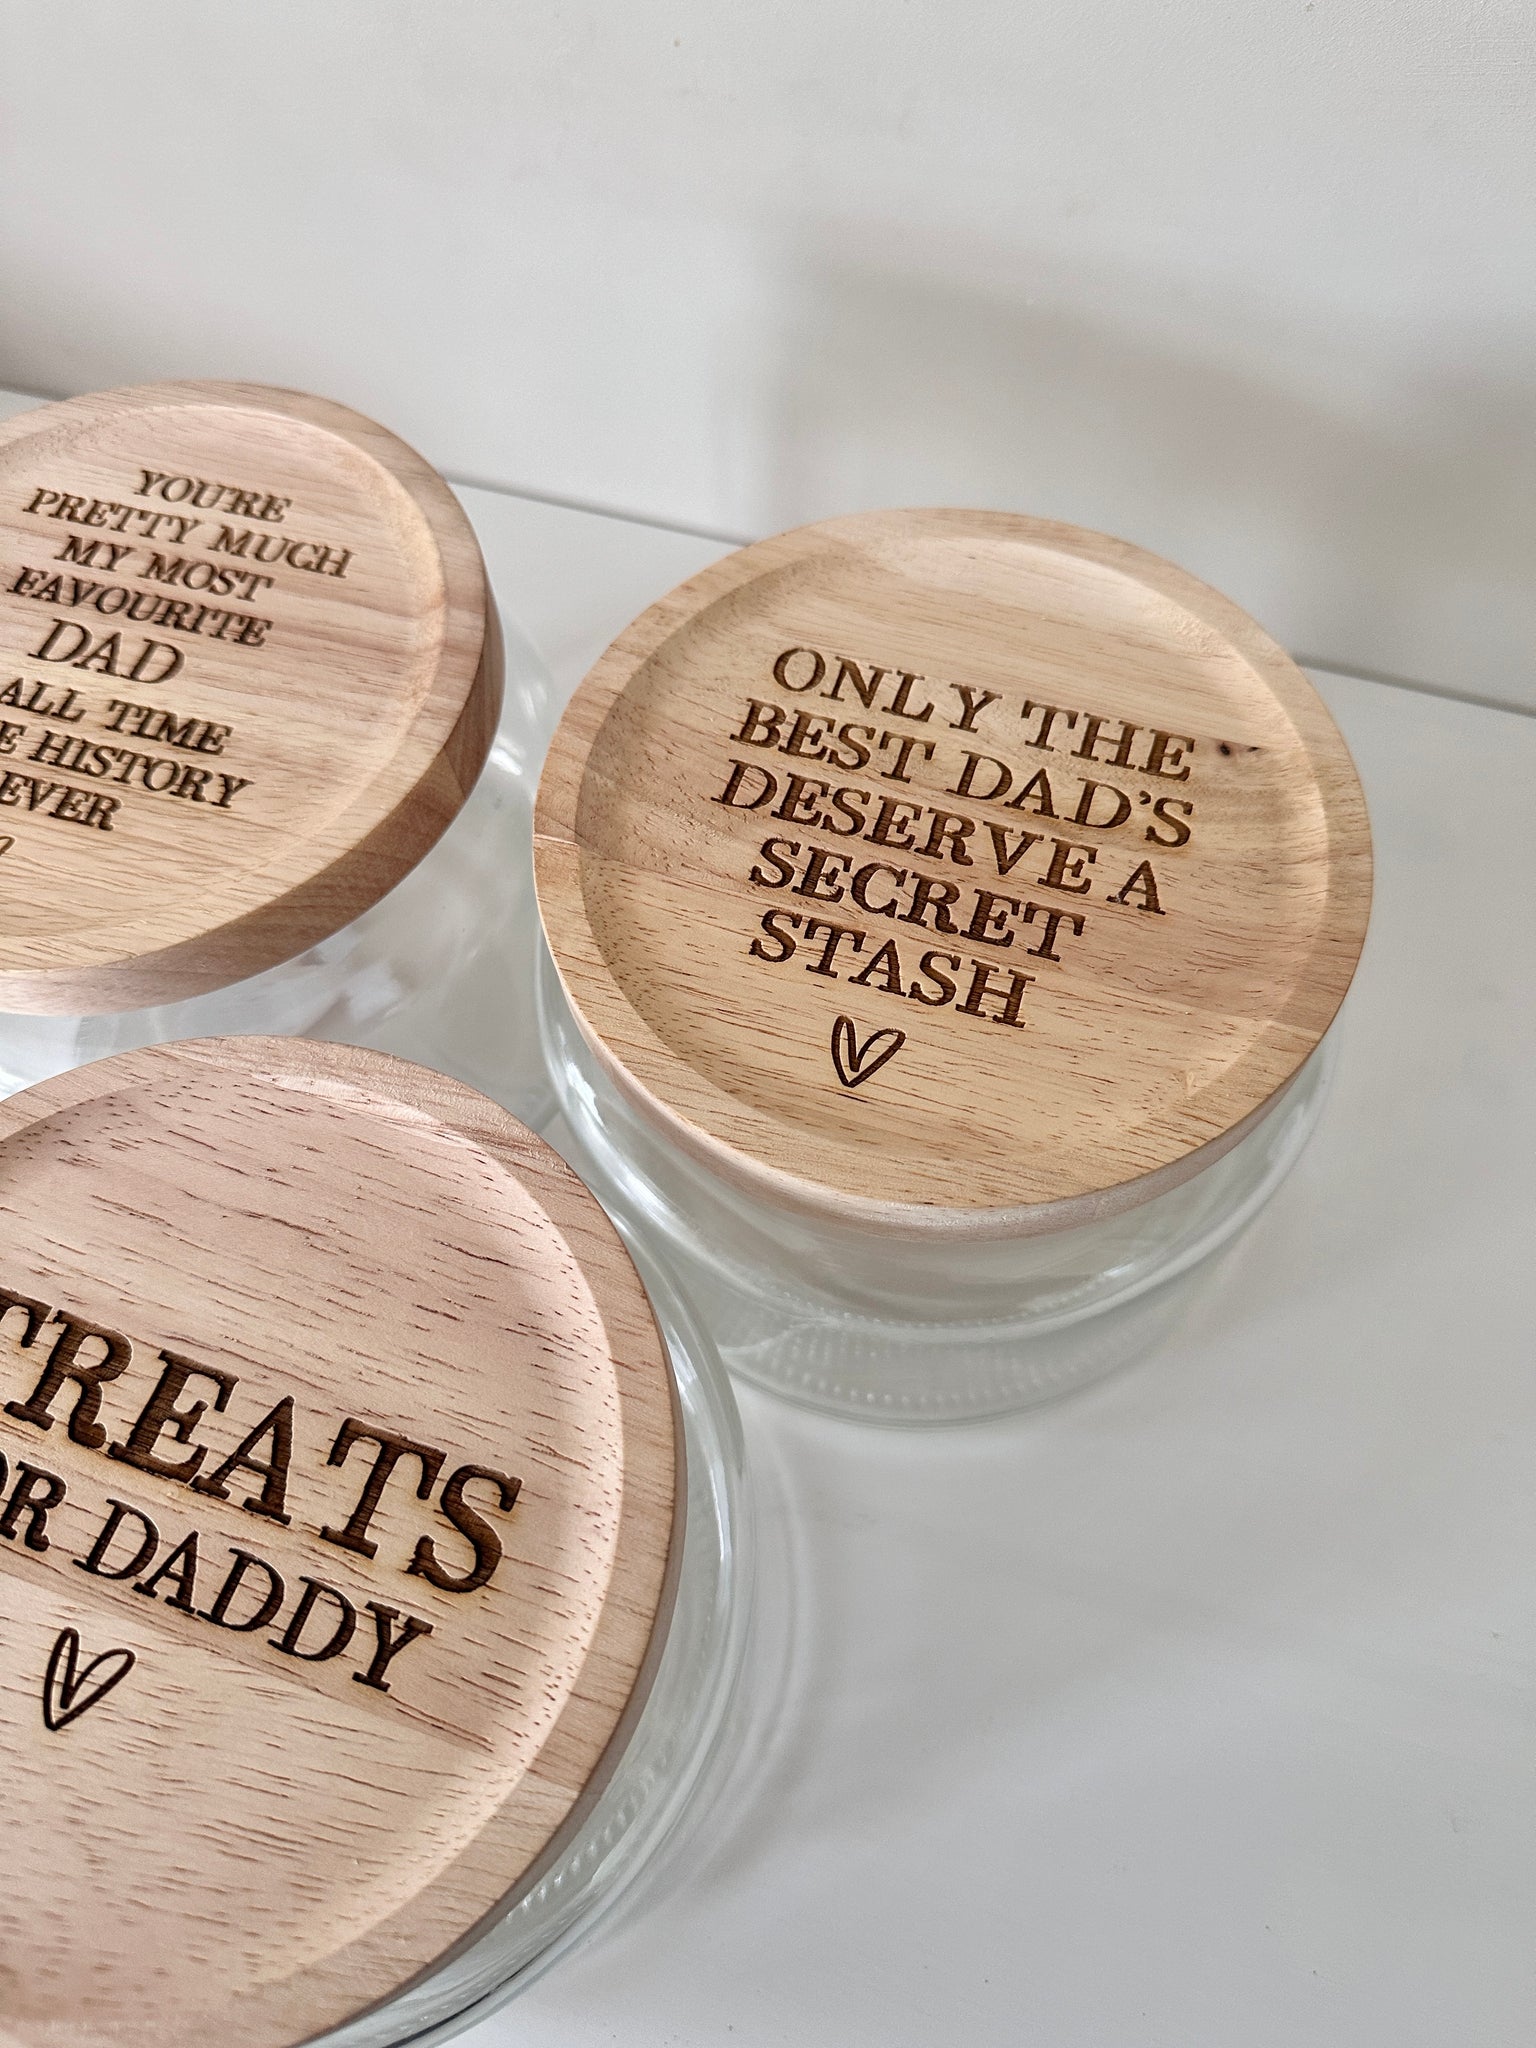 YOU'RE
PRETTY MUCH
MY MOST
FAVOURITE
DAD
ALL TIME
HISTORY
EVER
ONLY THE
BEST DAD'S
DESERVE A
SECRET
STASH
TREATS
DADDY